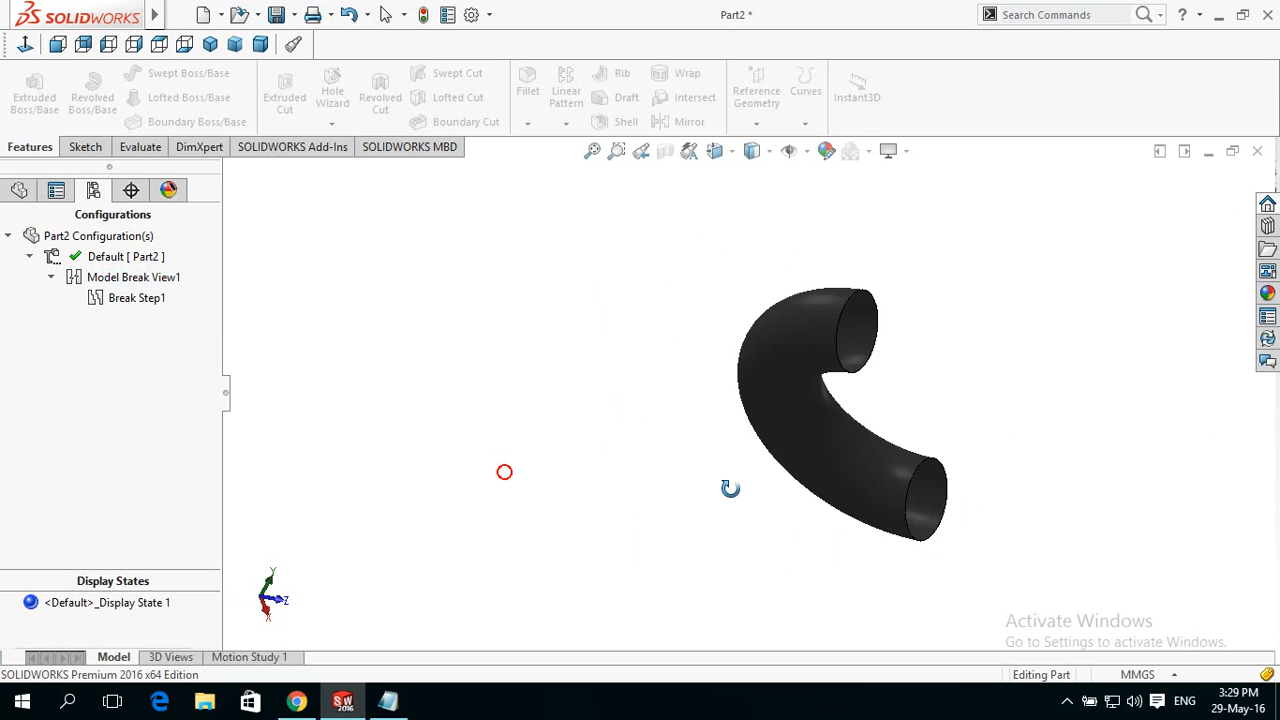 SOLIDWORKS
Part2 *
Search Commands
?
Extruded Boss/Base
Revolved Boss/Base
Swept Boss/Base
Lofted Boss/Base
Boundary Boss/Base
Extruded Cut
Hole Wizard
Revolved Cut
Swept Cut
Lofted Cut
Boundary Cut
Fillet
Linear Pattern
Rib
Draft
Shell
Wrap
Intersect
Mirror
Reference Geometry
Curves
Instant3D
Features
Sketch
Evaluate
DimXpert
SOLIDWORKS Add-Ins
SOLIDWORKS MBD
Configurations
Part2 Configuration(s)
Default [ Part2 ]
Model Break View1
Break Step1
Y
Z
X
Display States
<Default>_Display State 1
Activate Windows
Go to Settings to activate Windows.
Model
3D Views
Motion Study 1
SOLIDWORKS Premium 2016 x64 Edition
Editing Part
MMGS
SW
2016
ENG
3:29 PM
29-May-16